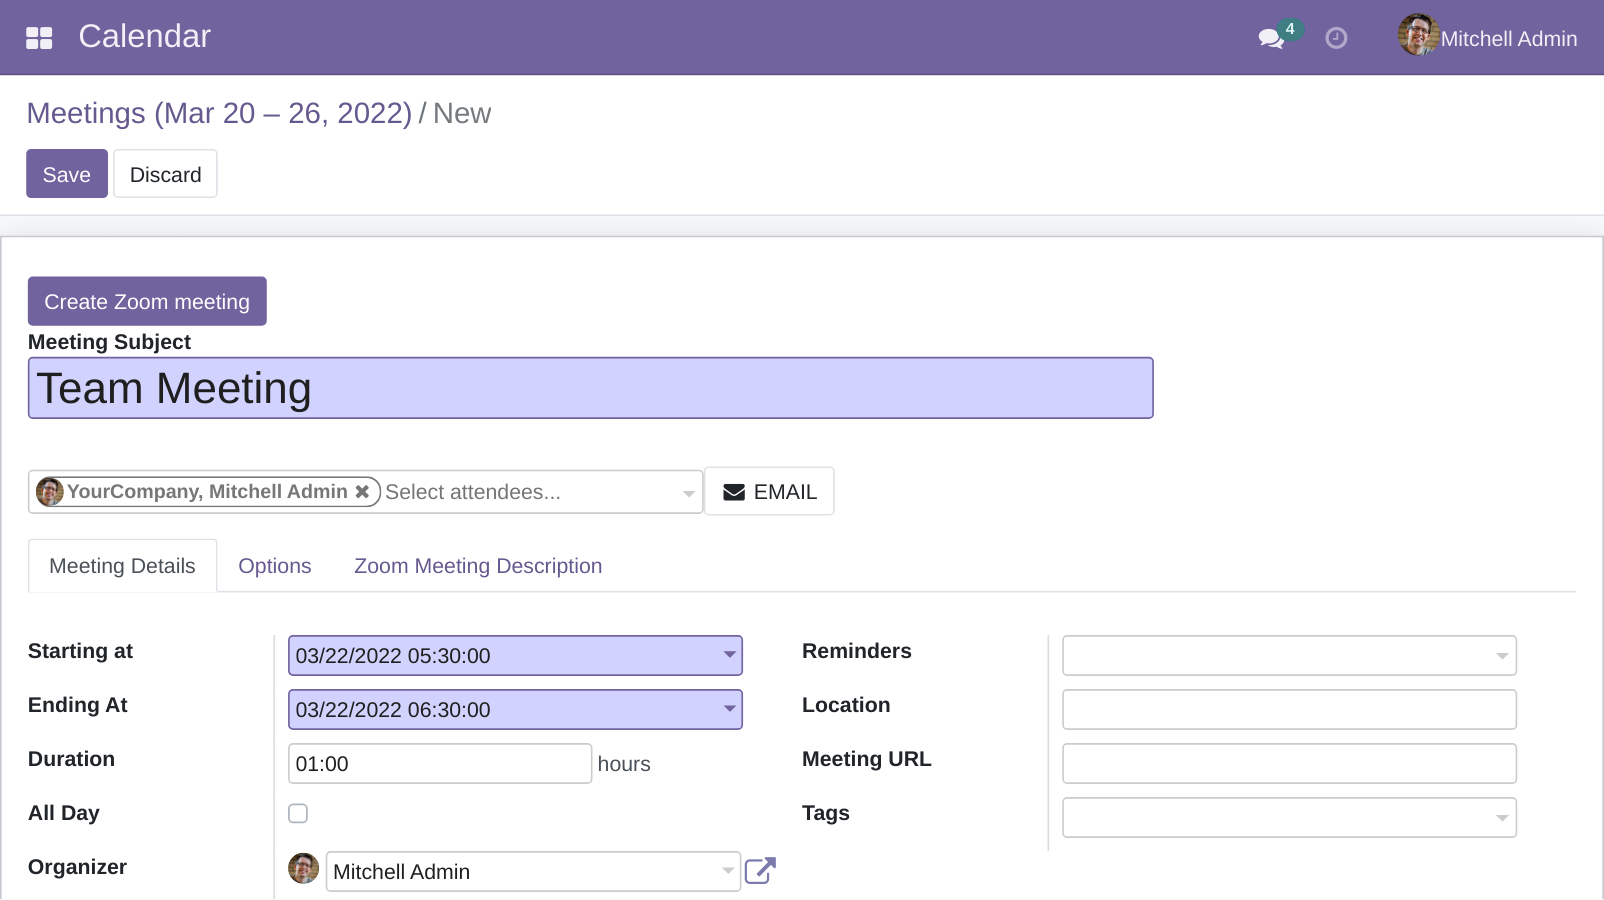 Calendar
4
Mitchell Admin
Meetings (Mar 20 – 26, 2022) / New
Save Discard
Create Zoom meeting
Meeting Subject
Team Meeting
YourCompany, Mitchell Admin ✖ Select attendees... EMAIL
Meeting Details Options Zoom Meeting Description
Starting at 03/22/2022 05:30:00 Reminders
Ending At 03/22/2022 06:30:00 Location
Duration 01:00 hours Meeting URL
All Day Tags
Organizer Mitchell Admin